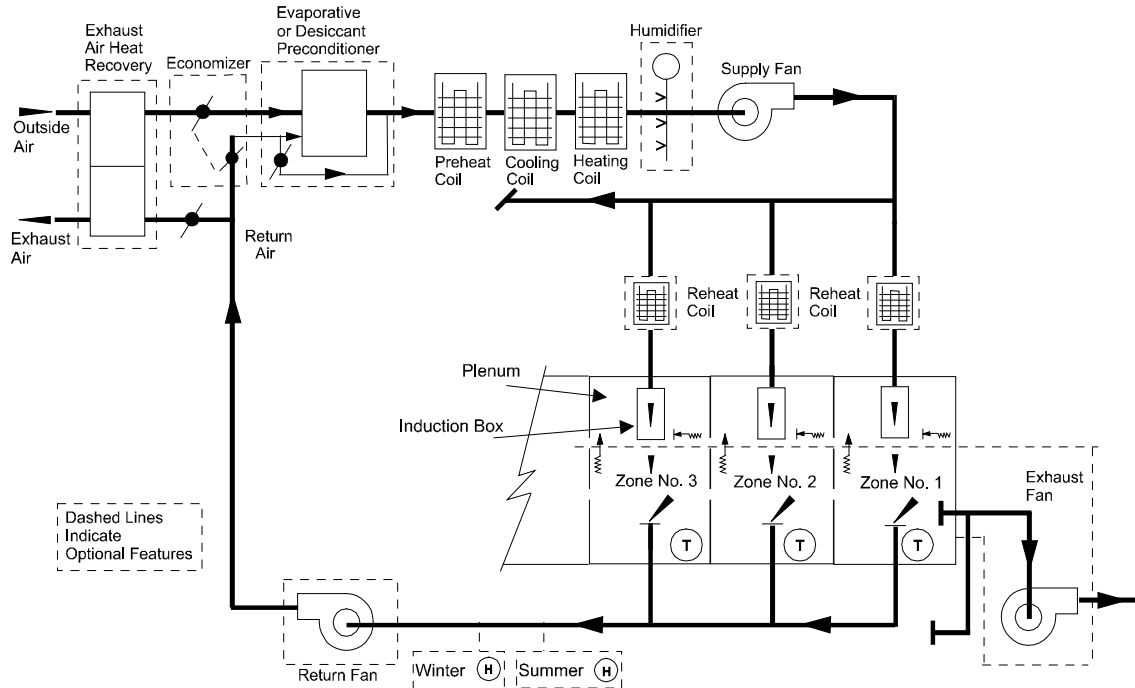 Exhaust
Air Heat
Recovery
Economizer
Evaporative
or Desiccant
Preconditioner
Humidifier
Supply Fan
Outside
Air
Preheat
Coil
Cooling
Coil
Heating
Coil
Exhaust
Air
Return
Air
Reheat
Coil
Reheat
Coil
Plenum
Induction Box
Zone No. 3
Zone No. 2
Zone No. 1
Exhaust
Fan
T
T
T
Dashed Lines
Indicate
Optional Features
Return Fan
Winter H
Summer H